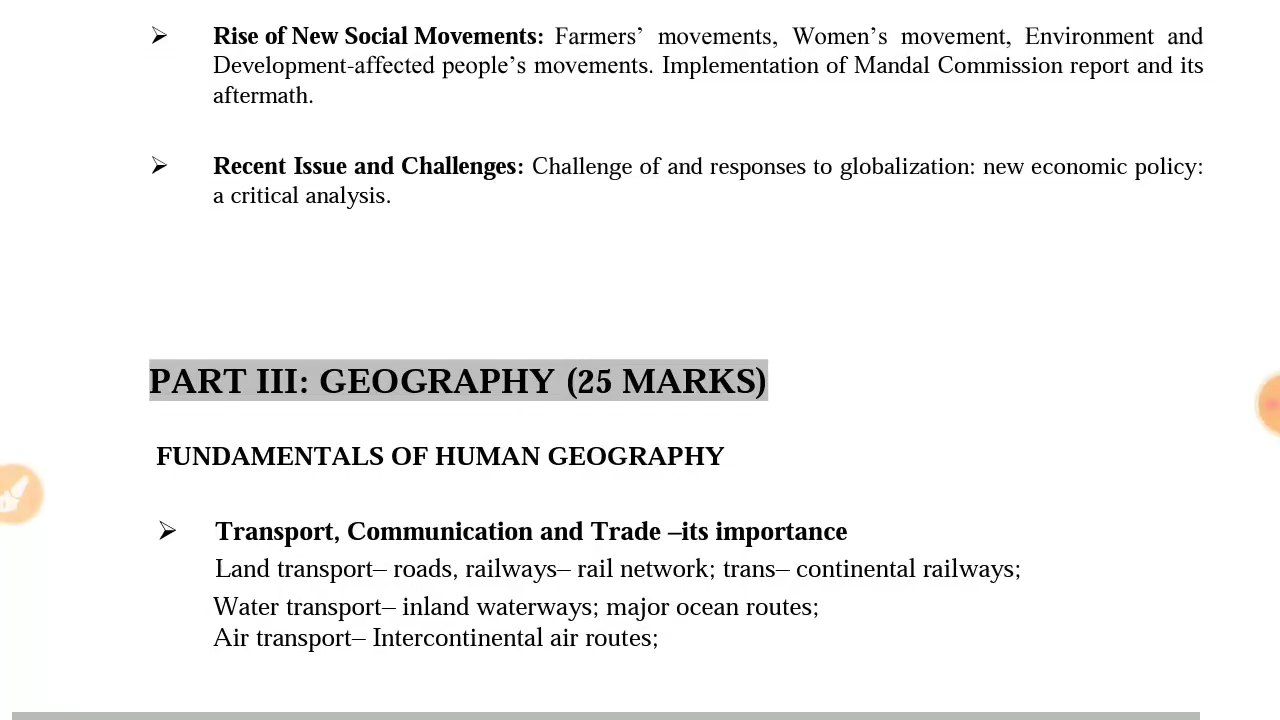 ➢ Rise of New Social Movements: Farmers’ movements, Women’s movement, Environment and
Development-affected people’s movements. Implementation of Mandal Commission report and its
aftermath.
➢ Recent Issue and Challenges: Challenge of and responses to globalization: new economic policy:
a critical analysis.
PART III: GEOGRAPHY (25 MARKS)
FUNDAMENTALS OF HUMAN GEOGRAPHY
➢ Transport, Communication and Trade –its importance
Land transport– roads, railways– rail network; trans– continental railways;
Water transport– inland waterways; major ocean routes;
Air transport– Intercontinental air routes;